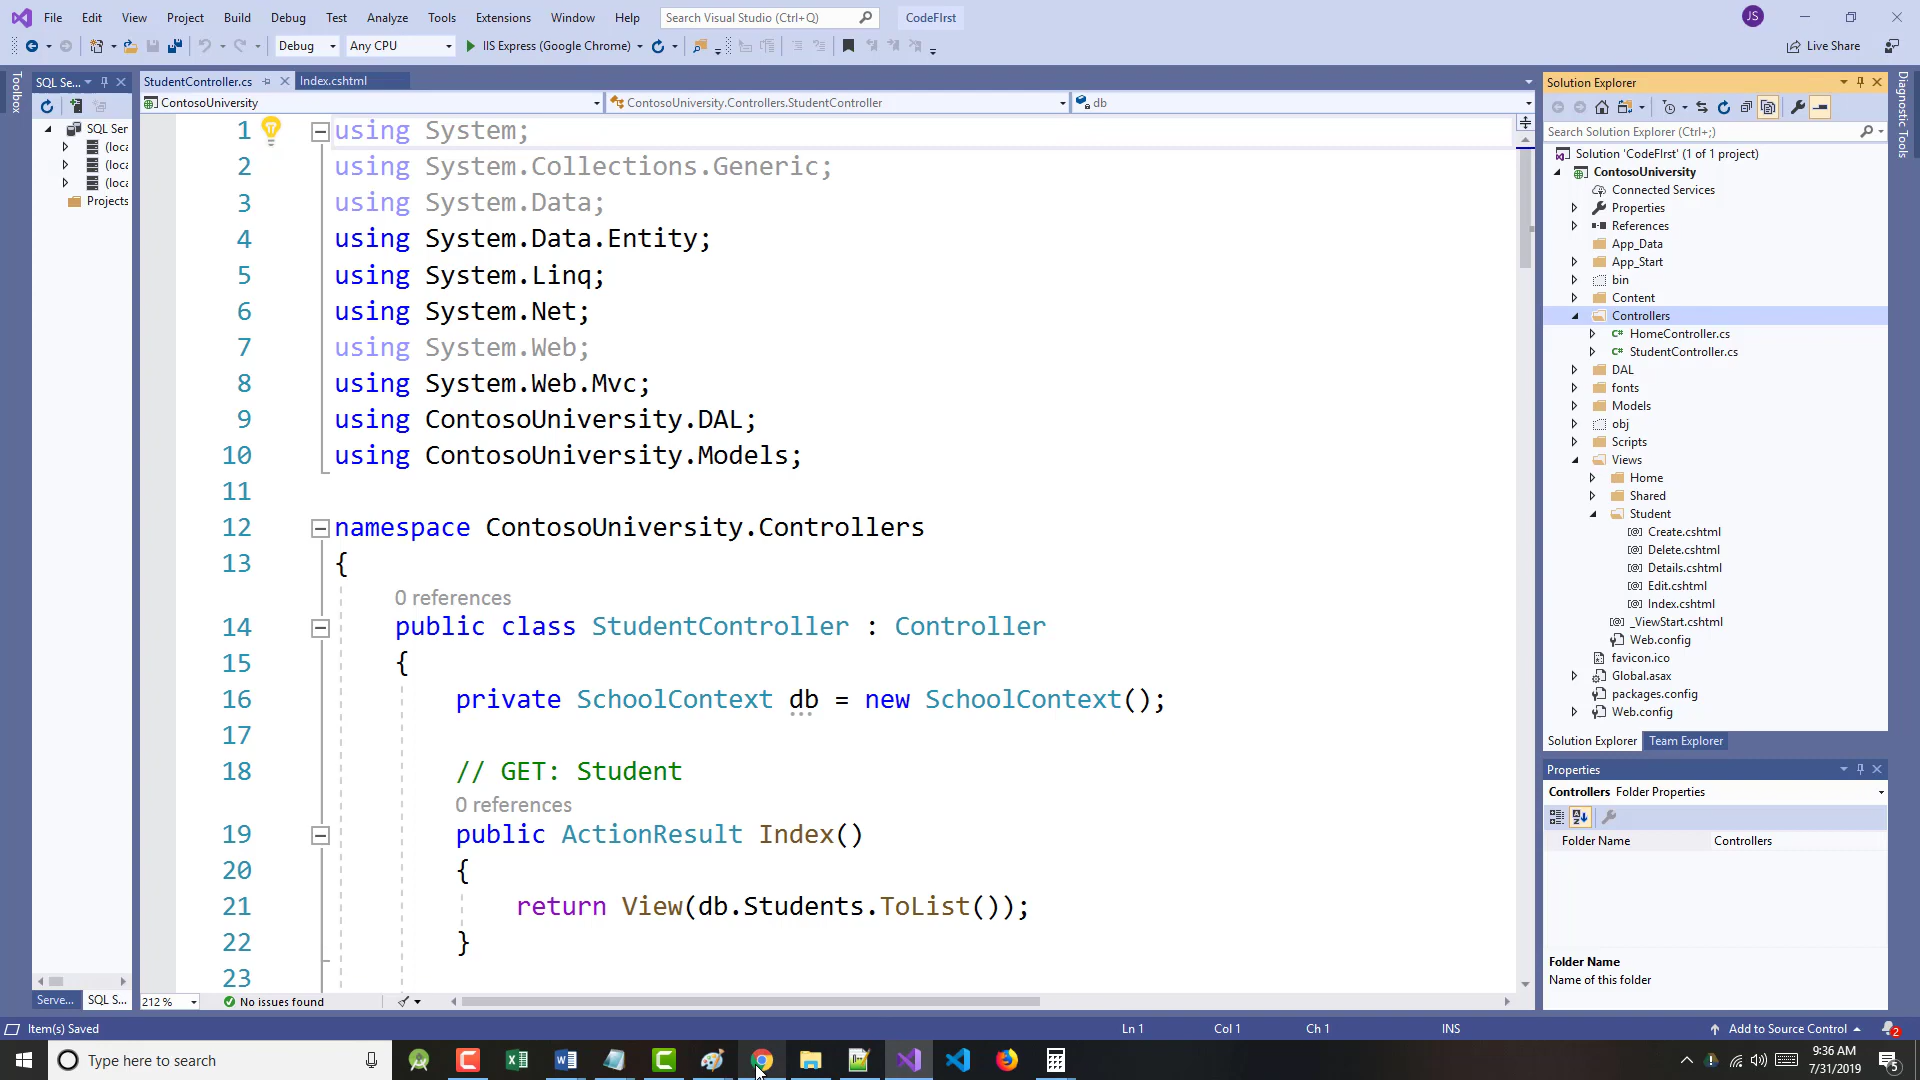 File Edit View Project Build Debug Test Analyze Tools Extensions Window Help Search Visual Studio (Ctrl+Q) CodeFIrst JS
Debug Any CPU IIS Express (Google Chrome) Live Share
Toolbox
SQL Se...
SQL Ser
(loca
(loca
(loca
Projects
Serve... SQL S...
StudentController.cs Index.cshtml
ContosoUniversity ContosoUniversity.Controllers.StudentController db
1 using System;
2 using System.Collections.Generic;
3 using System.Data;
4 using System.Data.Entity;
5 using System.Linq;
6 using System.Net;
7 using System.Web;
8 using System.Web.Mvc;
9 using ContosoUniversity.DAL;
10 using ContosoUniversity.Models;
11
12 namespace ContosoUniversity.Controllers
13 {
0 references
14 public class StudentController : Controller
15 {
16 private SchoolContext db = new SchoolContext();
17
18 // GET: Student
0 references
19 public ActionResult Index()
20 {
21 return View(db.Students.ToList());
22 }
23
212 % No issues found
Solution Explorer
Search Solution Explorer (Ctrl+;)
Solution 'CodeFIrst' (1 of 1 project)
ContosoUniversity
Connected Services
Properties
References
App_Data
App_Start
bin
Content
Controllers
C# HomeController.cs
C# StudentController.cs
DAL
fonts
Models
obj
Scripts
Views
Home
Shared
Student
[@] Create.cshtml
[@] Delete.cshtml
[@] Details.cshtml
[@] Edit.cshtml
[@] Index.cshtml
[@] _ViewStart.cshtml
Web.config
favicon.ico
Global.asax
packages.config
Web.config
Solution Explorer Team Explorer
Properties
Controllers Folder Properties
Folder Name Controllers
Folder Name
Name of this folder
Diagnostic Tools
Item(s) Saved Ln 1 Col 1 Ch 1 INS Add to Source Control 2
Type here to search 9:36 AM
7/31/2019 5